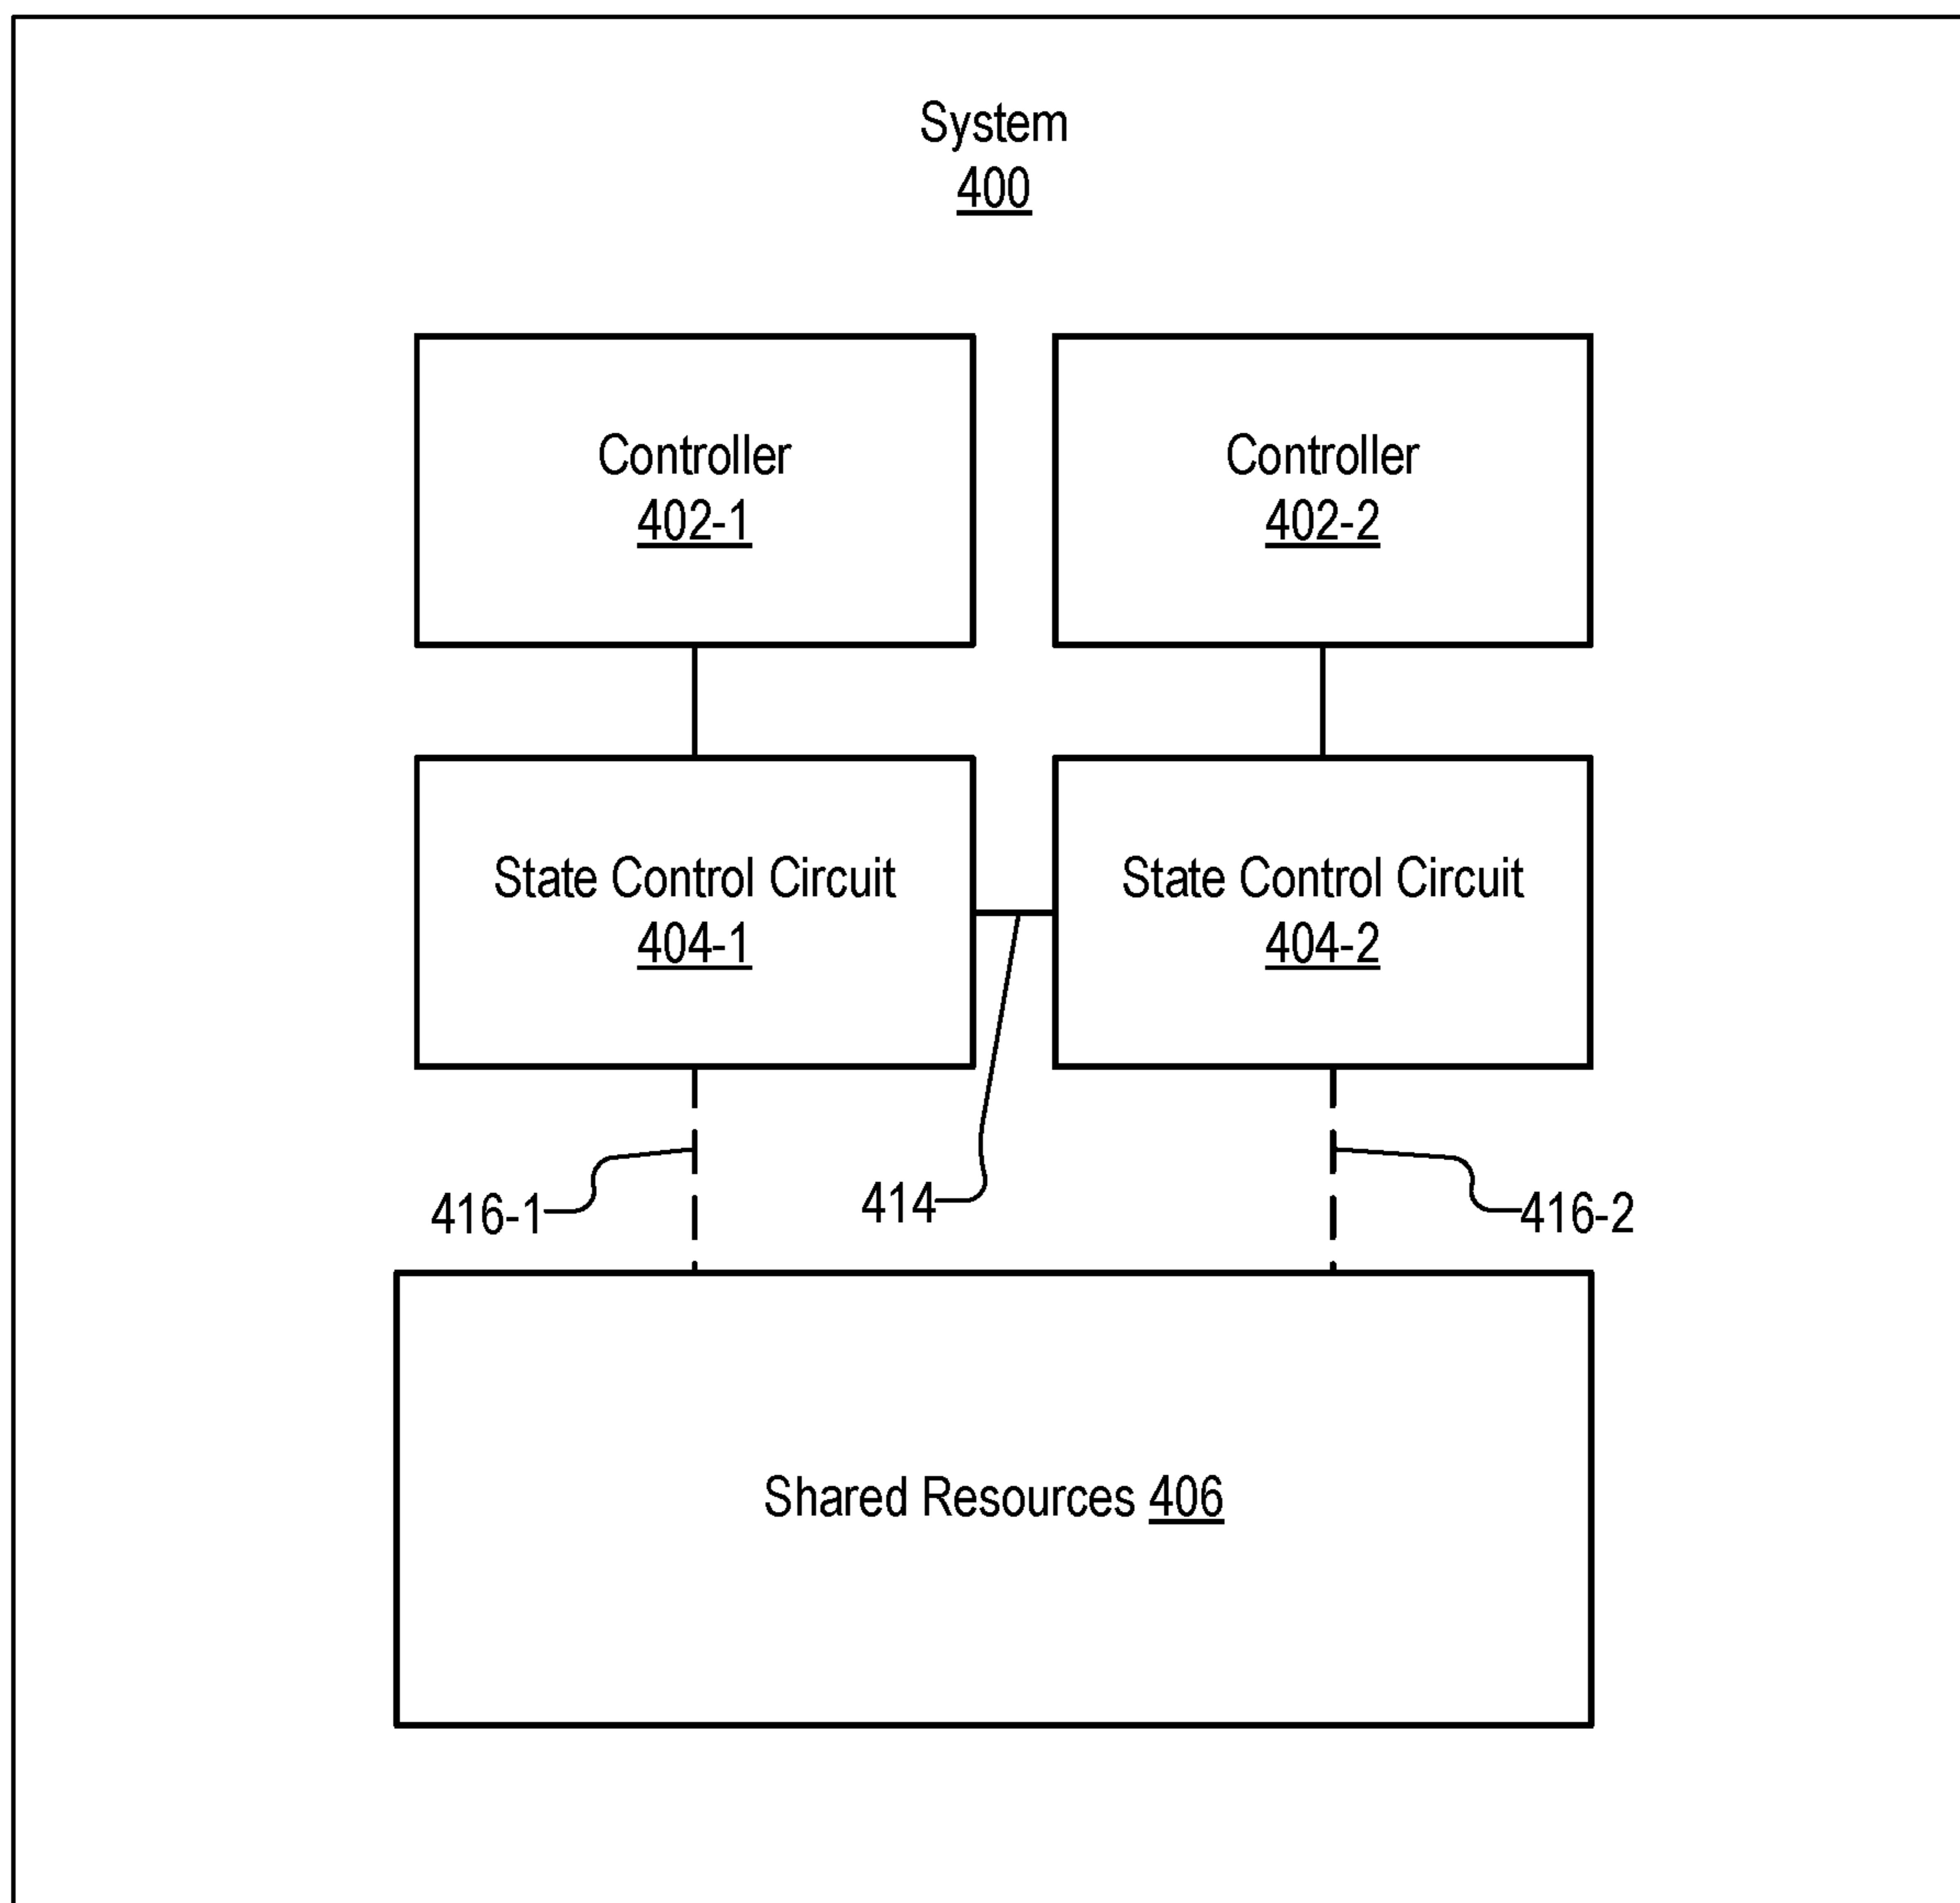 System
400
Controller
402-1
Controller
402-2
State Control Circuit
404-1
State Control Circuit
404-2
416-1
414
416-2
Shared Resources 406